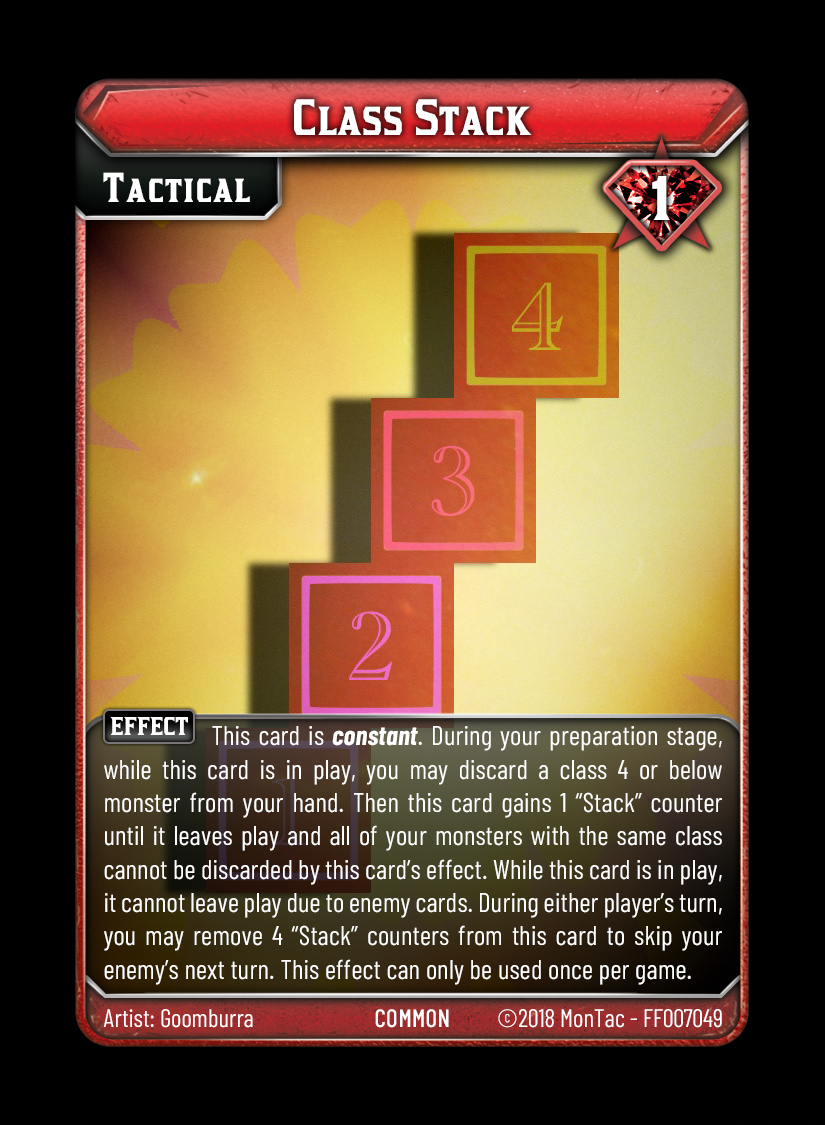 Class Stack
Tactical
1
4
3
2
1
EFFECT This card is constant. During your preparation stage,
while this card is in play, you may discard a class 4 or below
monster from your hand. Then this card gains 1 “Stack” counter
until it leaves play and all of your monsters with the same class
cannot be discarded by this card’s effect. While this card is in play,
it cannot leave play due to enemy cards. During either player’s turn,
you may remove 4 “Stack” counters from this card to skip your
enemy’s next turn. This effect can only be used once per game.
Artist: Goomburra COMMON ©2018 MonTac - FF007049